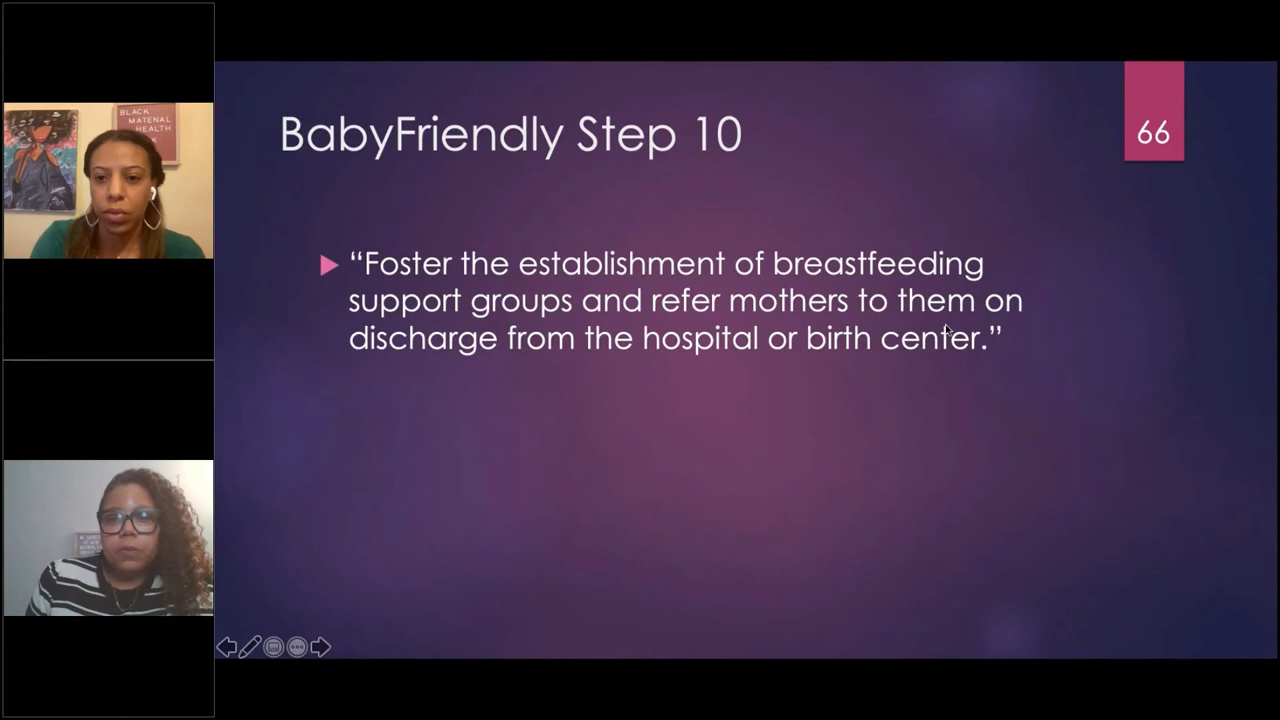 BLACK
MATENAL
HEALTH
BabyFriendly Step 10
66
“Foster the establishment of breastfeeding
support groups and refer mothers to them on
discharge from the hospital or birth center.”